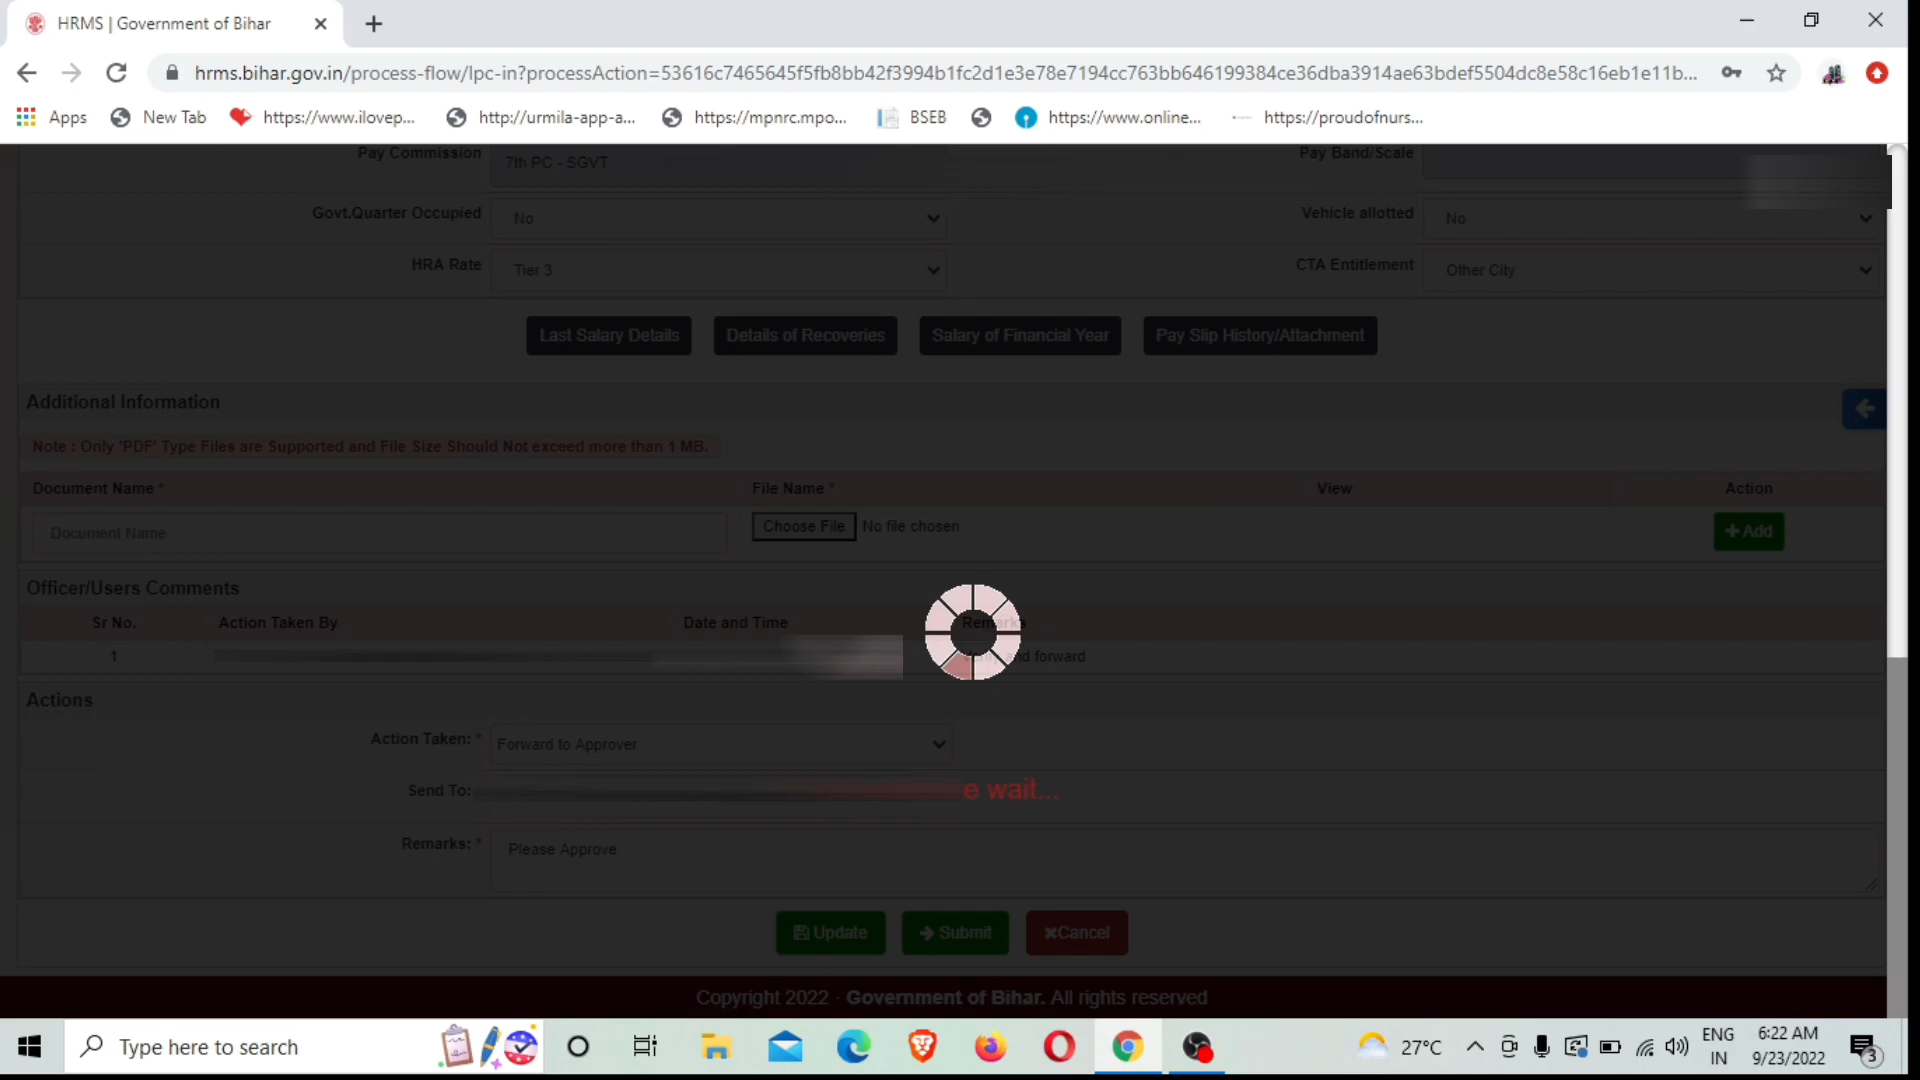 HRMS | Government of Bihar
hrms.bihar.gov.in/process-flow/lpc-in?processAction=53616c7465645f5fb8bb42f3994b1fc2d1e3e78e7194cc763bb646199384ce36dba3914ae63bdef5504dc8e58c16eb1e11b...
Apps New Tab https://www.ilovep... http://urmila-app-a... https://mpnrc.mpo... BSEB https://www.online... https://proudofnurs...
Pay Commission 7th PC - SGVT Pay Band/Scale
Govt.Quarter Occupied No Vehicle allotted No
HRA Rate Tier 3 CTA Entitlement Other City
Last Salary Details Details of Recoveries Salary of Financial Year Pay Slip History/Attachment
Additional Information
Note : Only 'PDF' Type Files are Supported and File Size Should Not exceed more than 1 MB.
Document Name * File Name * View Action
Document Name Choose File No file chosen +Add
Officer/Users Comments
Sr No. Action Taken By Date and Time Remarks
1 and forward
Actions
Action Taken: * Forward to Approver
Send To: e wait...
Remarks: * Please Approve
Update Submit Cancel
Copyright 2022 - Government of Bihar. All rights reserved
Type here to search 27°C ENG 6:22 AM
IN 9/23/2022 3